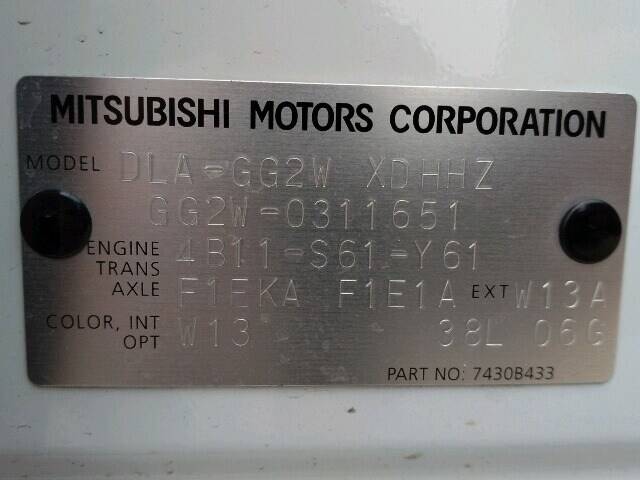 MITSUBISHI MOTORS CORPORATION
MODEL DLA-GG2W XDHHZ
GG2W-0311651
ENGINE 4B11-S61-Y61
TRANS
AXLE F1EKA F1E1A EXT W13A
COLOR, INT W13 38L 06G
OPT
PART NO: 7430B433